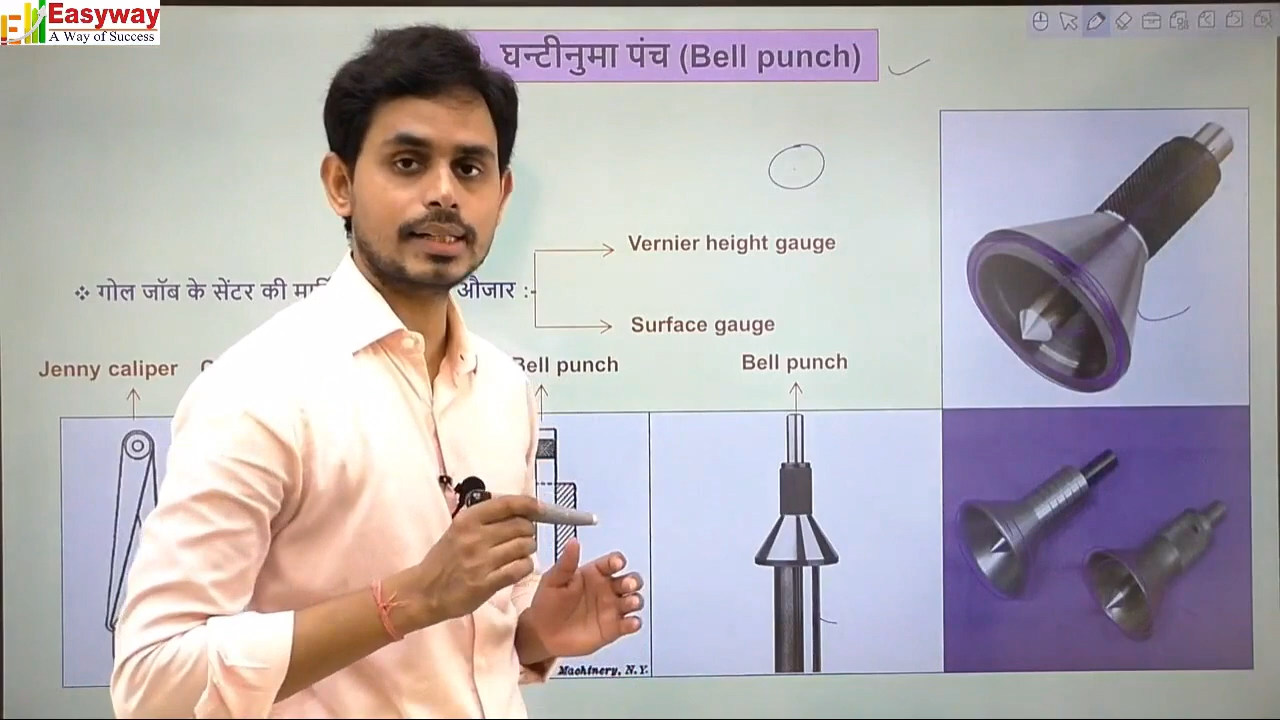 Easyway
A Way of Success
घन्टीनुमा पंच (Bell punch)
Vernier height gauge
❖ गोल जॉब के सेंटर की औजार :-
Surface gauge
Jenny caliper
Bell punch
Bell punch
Machinery, N.Y.